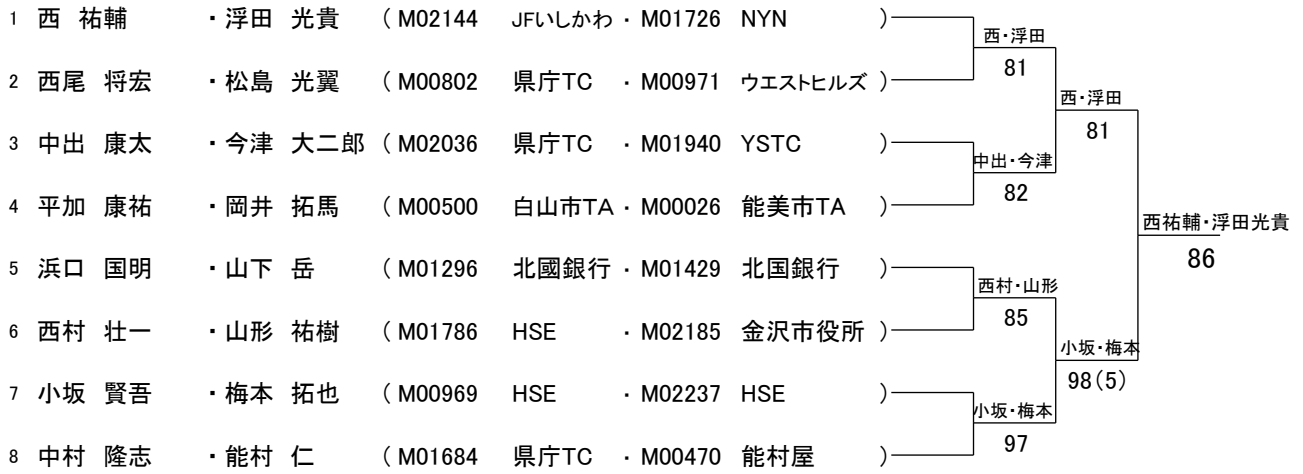 1 西 祐輔 ・浮田 光貴 ( M02144 JFいしかわ ・ M01726 NYN )
西・浮田
81
2 西尾 将宏 ・松島 光翼 ( M00802 県庁TC ・ M00971 ウエストヒルズ )
西・浮田
81
3 中出 康太 ・今津 大二郎 ( M02036 県庁TC ・ M01940 YSTC )
中出・今津
82
4 平加 康祐 ・岡井 拓馬 ( M00500 白山市TA ・ M00026 能美市TA )
西祐輔・浮田光貴
86
5 浜口 国明 ・山下 岳 ( M01296 北國銀行 ・ M01429 北国銀行 )
西村・山形
85
6 西村 壮一 ・山形 祐樹 ( M01786 HSE ・ M02185 金沢市役所 )
小坂・梅本
98(5)
7 小坂 賢吾 ・梅本 拓也 ( M00969 HSE ・ M02237 HSE )
小坂・梅本
97
8 中村 隆志 ・能村 仁 ( M01684 県庁TC ・ M00470 能村屋 )